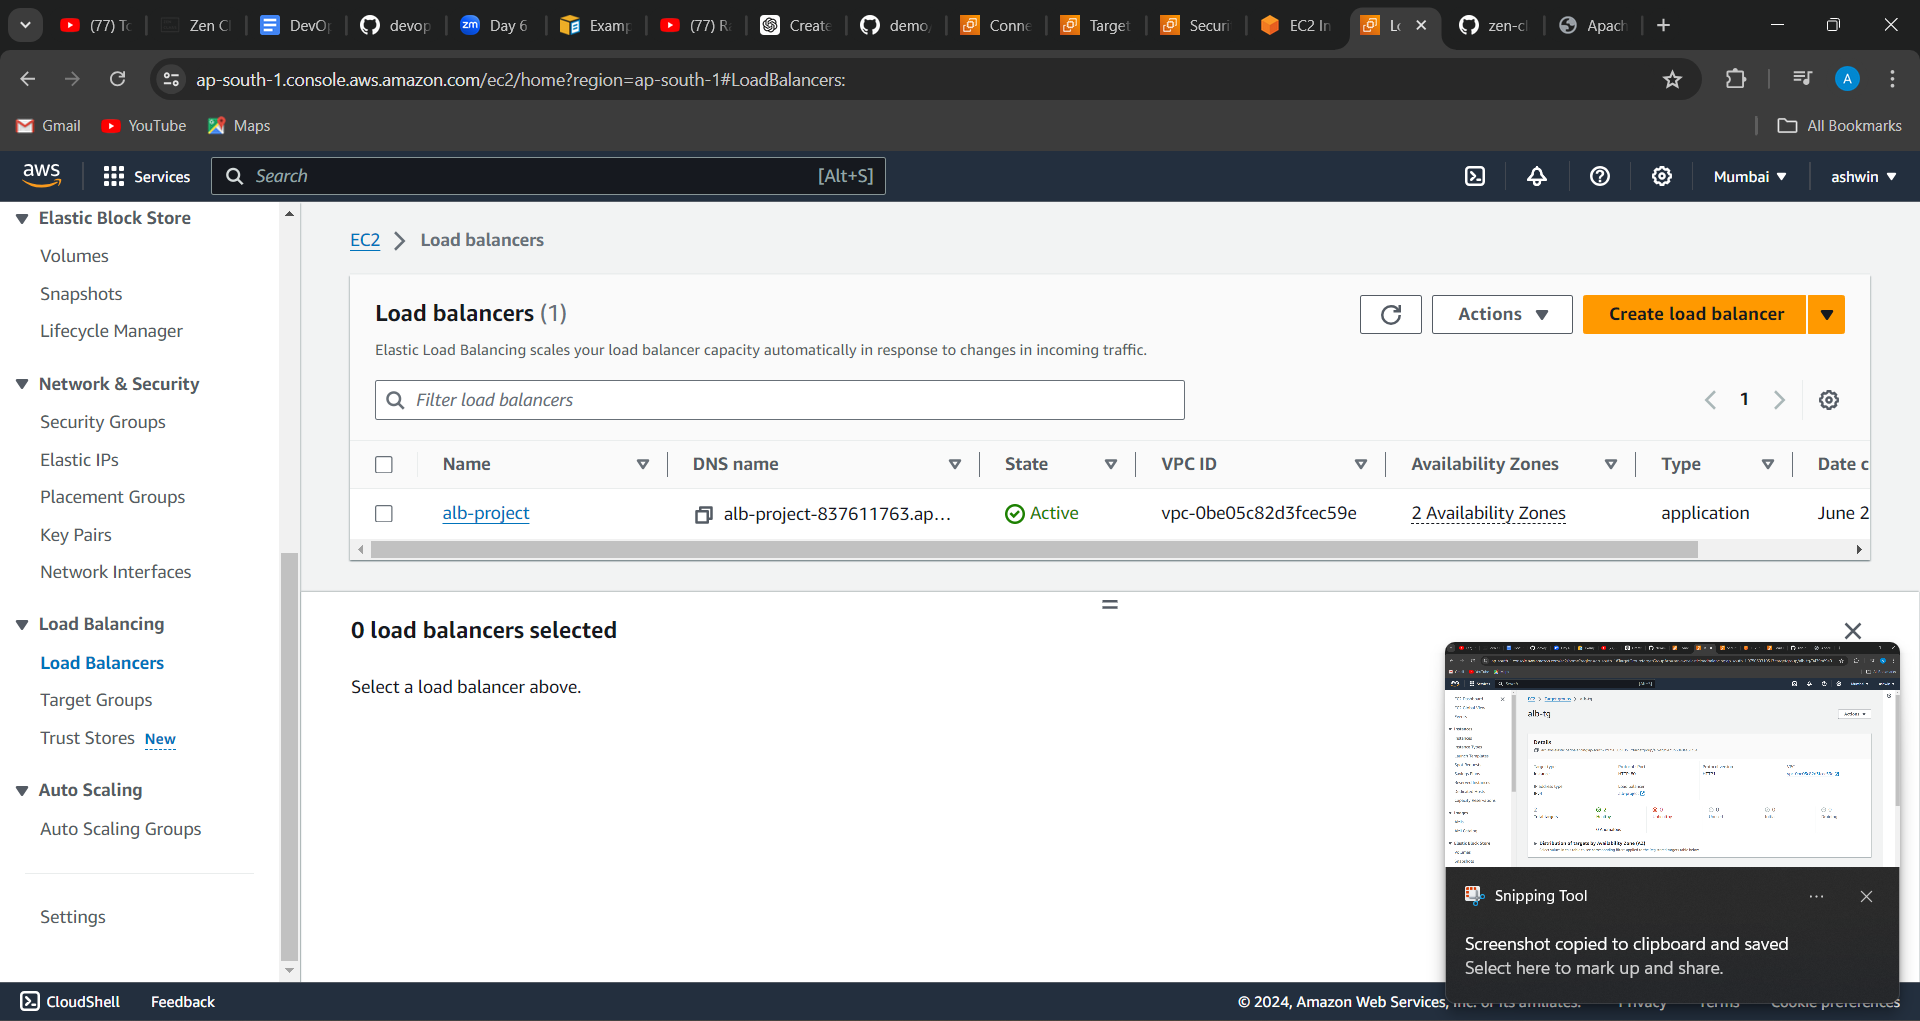 (77) Tc
Zen Cl
DevOp
devop
zm Day 6
Examp
(77) Ra
Create
demo/
Conne
Target
Securi
EC2 In
Lc
zen-cl
Apach
ap-south-1.console.aws.amazon.com/ec2/home?region=ap-south-1#LoadBalancers:
A
Gmail
YouTube
Maps
All Bookmarks
aws
Services
Search
[Alt+S]
Mumbai
ashwin
Elastic Block Store
Volumes
Snapshots
Lifecycle Manager
Network & Security
Security Groups
Elastic IPs
Placement Groups
Key Pairs
Network Interfaces
Load Balancing
Load Balancers
Target Groups
Trust Stores New
Auto Scaling
Auto Scaling Groups
Settings
EC2 > Load balancers
Load balancers (1)
Actions
Create load balancer
Elastic Load Balancing scales your load balancer capacity automatically in response to changes in incoming traffic.
Filter load balancers
1
Name
DNS name
State
VPC ID
Availability Zones
Type
Date c
alb-project
alb-project-837611763.ap...
Active
vpc-0be05c82d3fcec59e
2 Availability Zones
application
June 2
0 load balancers selected
Select a load balancer above.
alb-tg
Details
Snipping Tool
Screenshot copied to clipboard and saved
Select here to mark up and share.
CloudShell
Feedback
© 2024, Amazon Web Services, Inc. or its affiliates.
Privacy
Terms
Cookie preferences